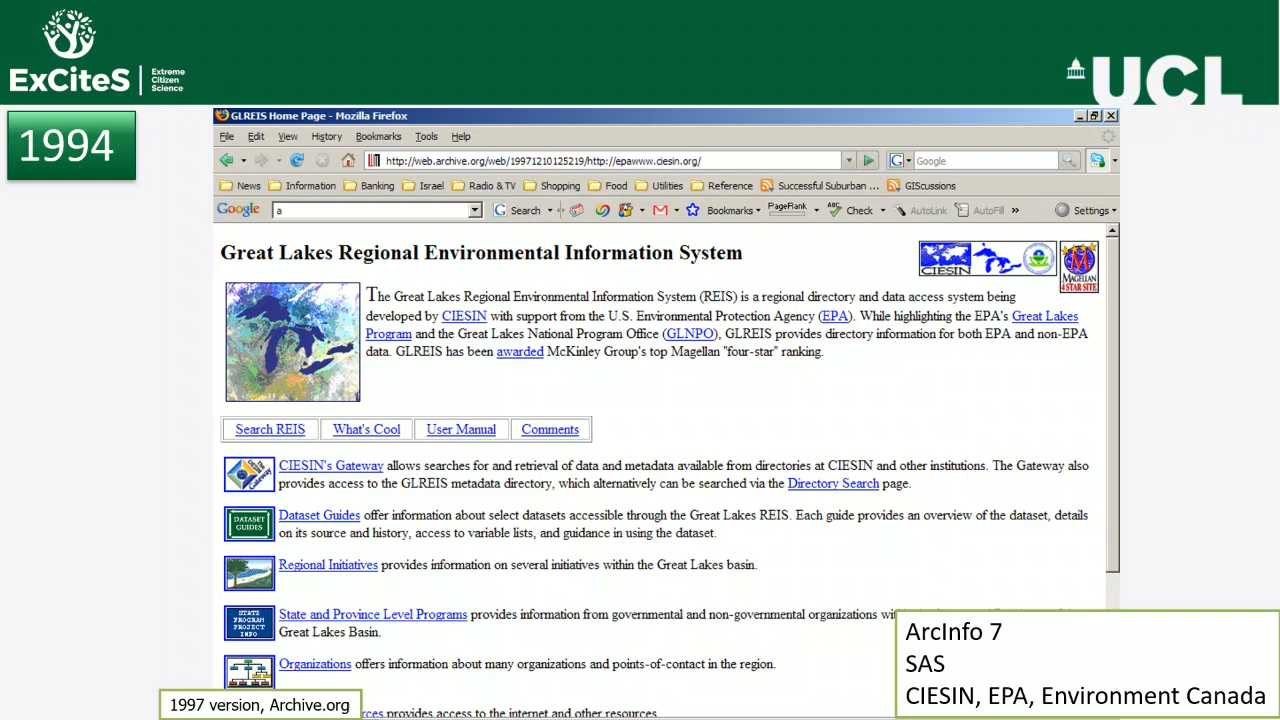 ExCiteS
Extreme
Citizen
Science
UCL
1994
GLREIS Home Page - Mozilla Firefox
File Edit View History Bookmarks Tools Help
http://web.archive.org/web/19971210125219/http://epawww.ciesin.org/
Google
News Information Banking Israel Radio & TV Shopping Food Utilities Reference Successful Suburban ... GIScussions
Google a Search Bookmarks PageRank ABC Check AutoLink AutoFill » Settings
Great Lakes Regional Environmental Information System
CIESIN
MAGELLAN
4 STAR SITE
The Great Lakes Regional Environmental Information System (REIS) is a regional directory and data access system being
developed by CIESIN with support from the U.S. Environmental Protection Agency (EPA). While highlighting the EPA's Great Lakes
Program and the Great Lakes National Program Office (GLNPO), GLREIS provides directory information for both EPA and non-EPA
data. GLREIS has been awarded McKinley Group's top Magellan "four-star" ranking.
Search REIS What's Cool User Manual Comments
CIESIN's Gateway allows searches for and retrieval of data and metadata available from directories at CIESIN and other institutions. The Gateway also
provides access to the GLREIS metadata directory, which alternatively can be searched via the Directory Search page.
DATASET
GUIDES
Dataset Guides offer information about select datasets accessible through the Great Lakes REIS. Each guide provides an overview of the dataset, details
on its source and history, access to variable lists, and guidance in using the dataset.
Regional Initiatives provides information on several initiatives within the Great Lakes basin.
STATE
PROGRAM
PROJECT
INFO
State and Province Level Programs provides information from governmental and non-governmental organizations
Great Lakes Basin.
Organizations offers information about many organizations and points-of-contact in the region.
provides access to the internet and other resources
1997 version, Archive.org
ArcInfo 7
SAS
CIESIN, EPA, Environment Canada